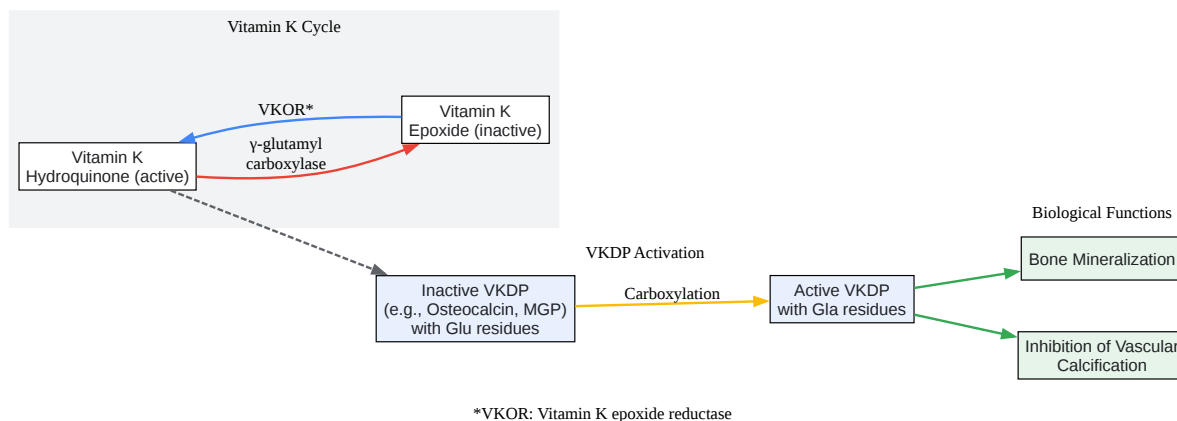 Vitamin K Cycle
VKOR*
Vitamin K
Epoxide (inactive)
γ-glutamyl
carboxylase
Vitamin K
Hydroquinone (active)
Biological Functions
VKDP Activation
Bone Mineralization
Inactive VKDP
(e.g., Osteocalcin, MGP)
with Glu residues
Carboxylation
Active VKDP
with Gla residues
Inhibition of Vascular
Calcification
*VKOR: Vitamin K epoxide reductase